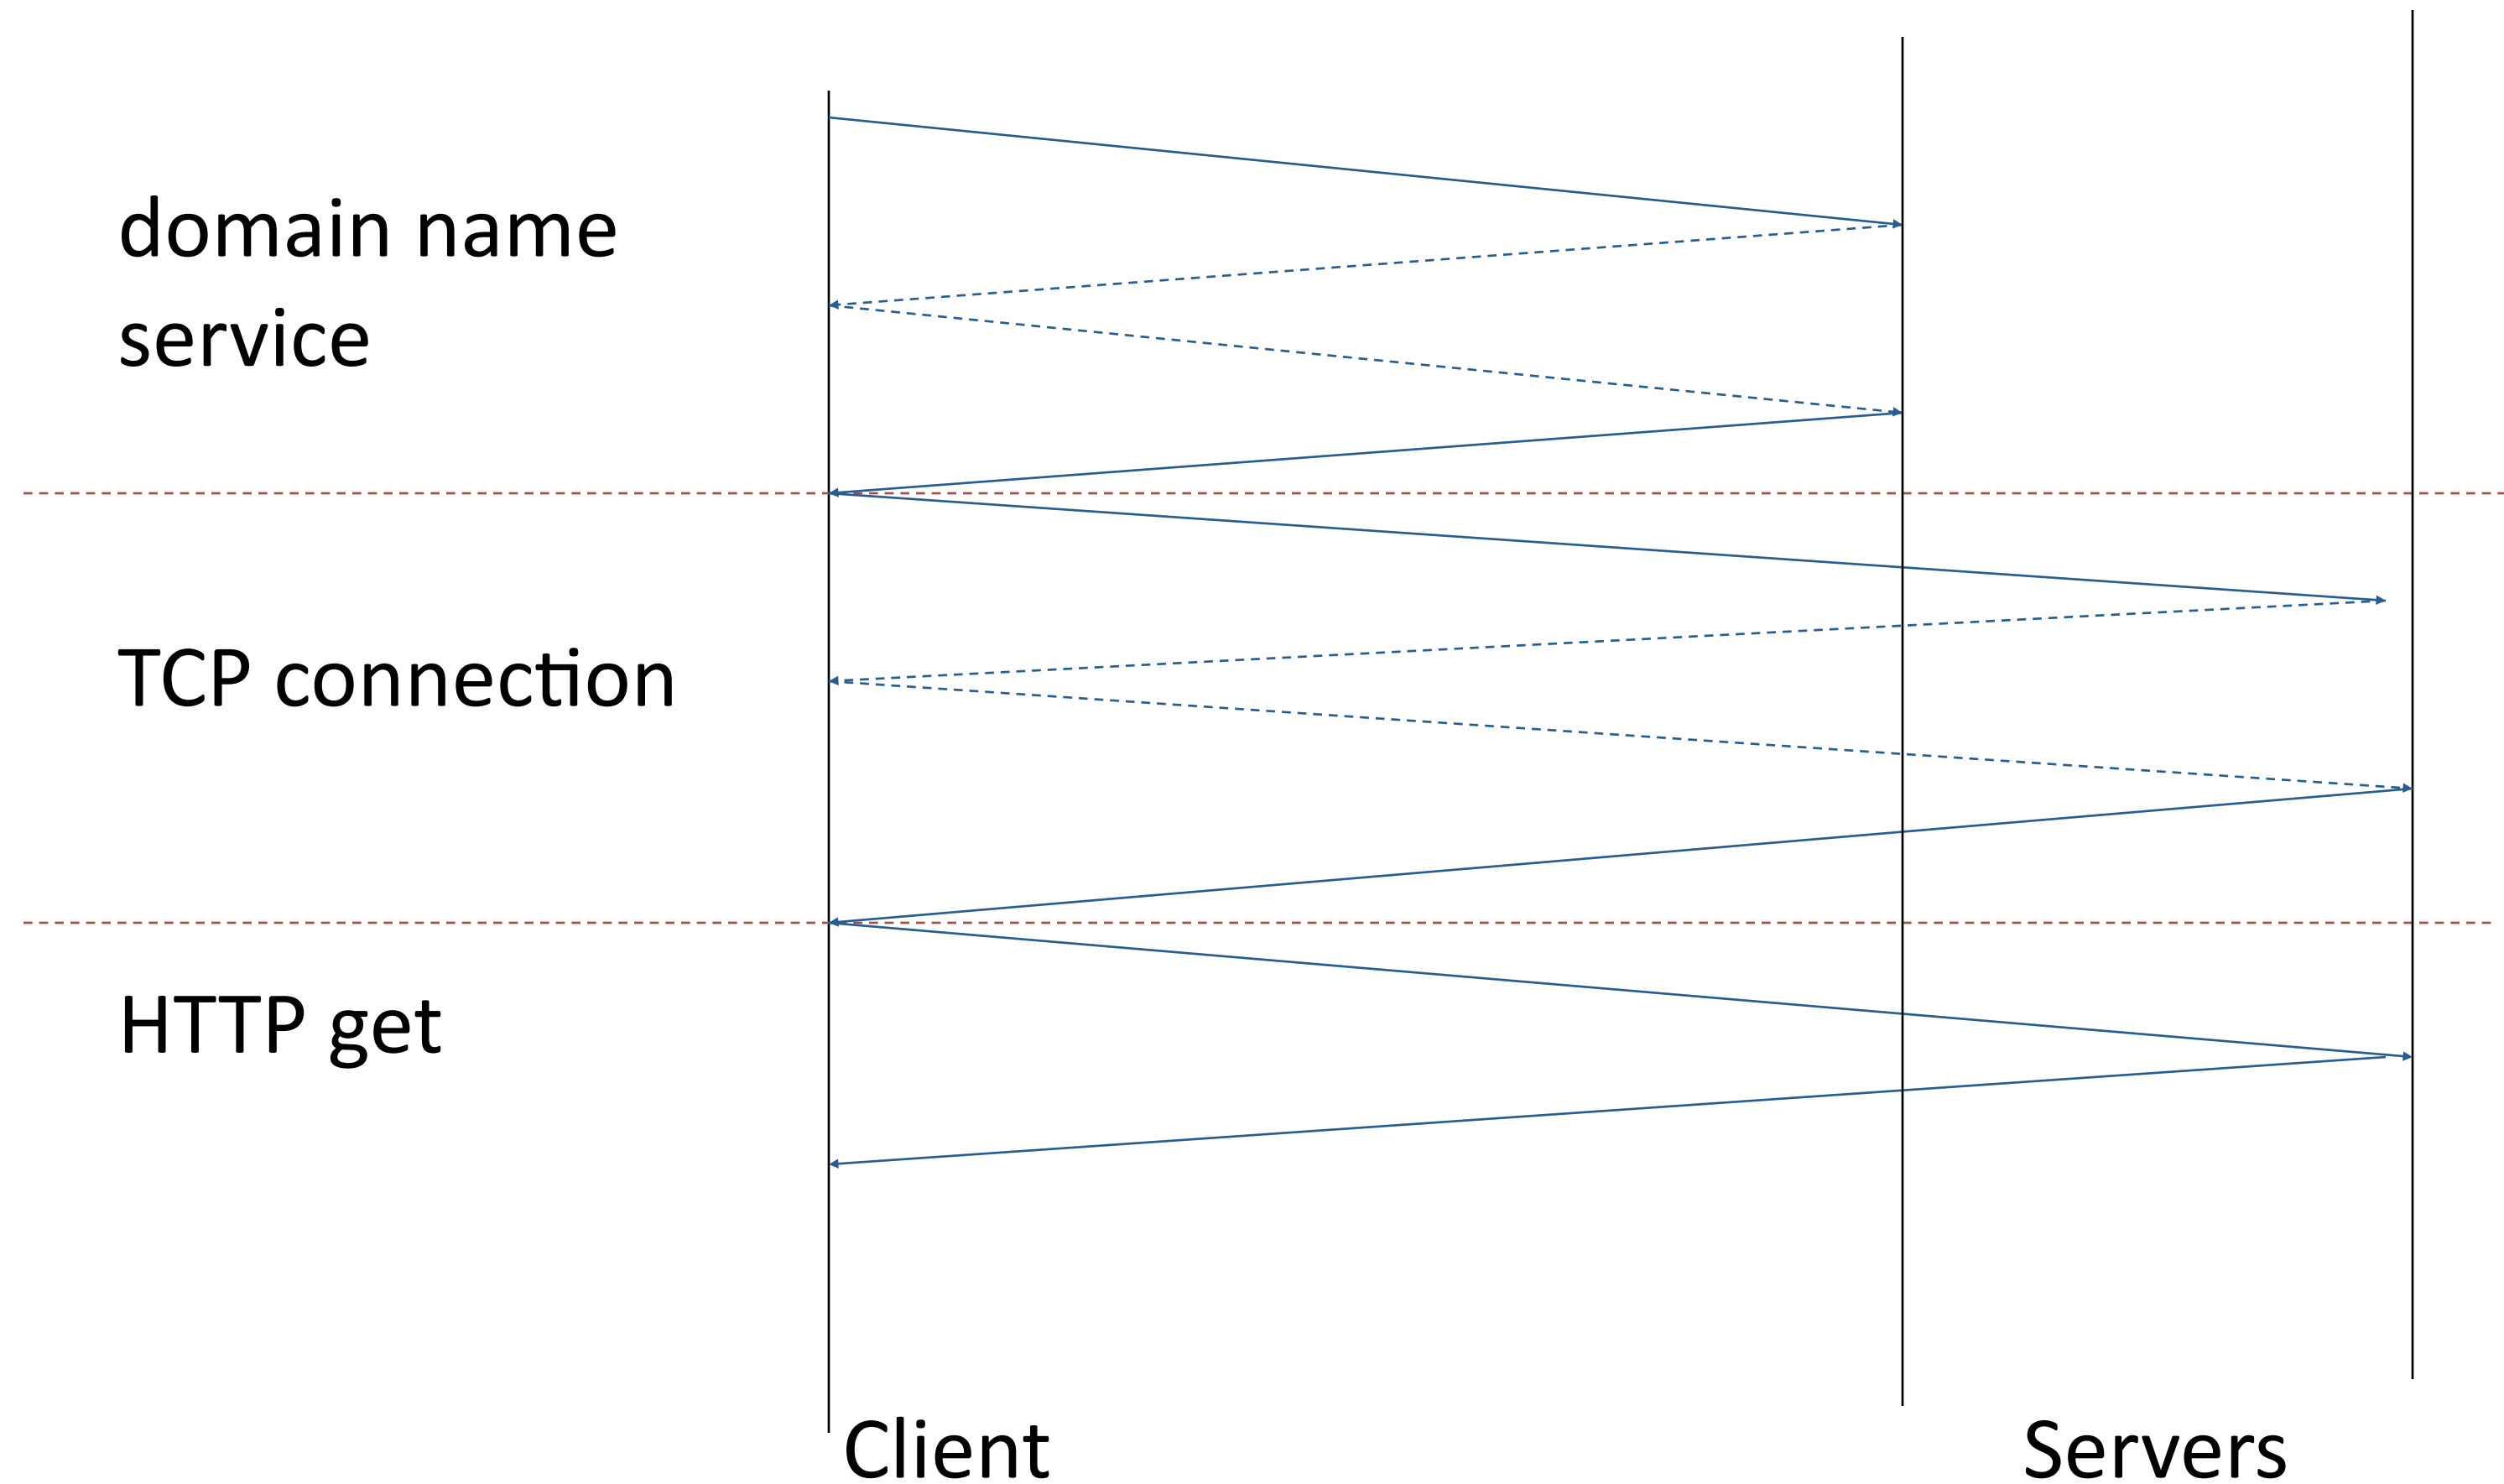 domain name
service
TCP connection
HTTP get
Client
Servers